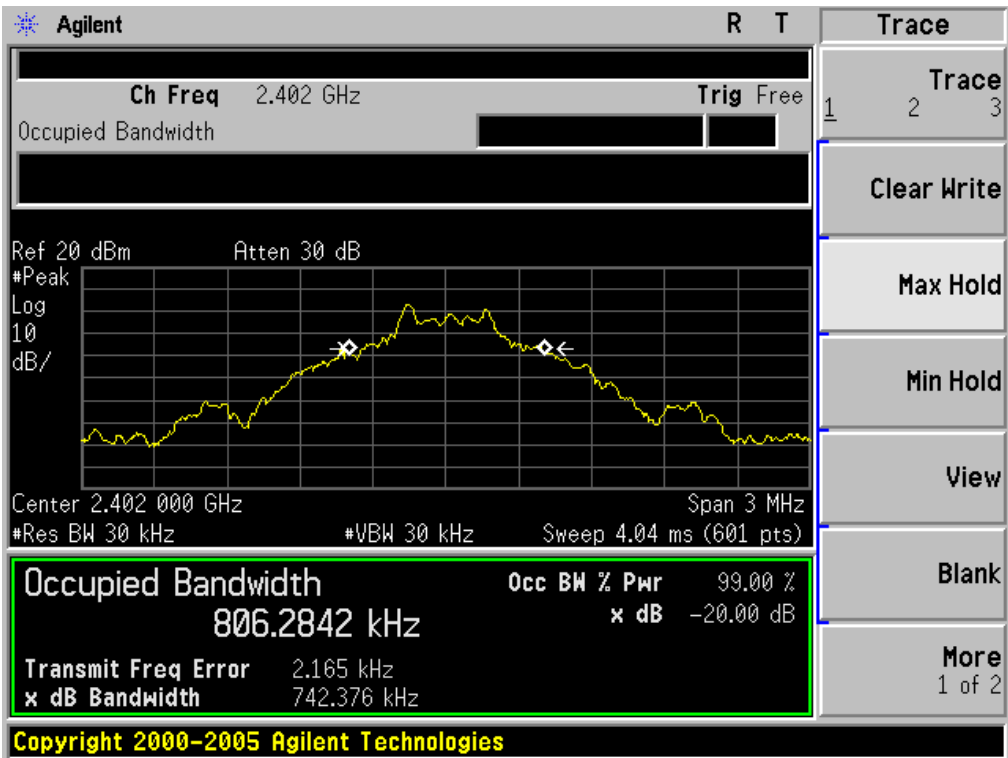 Agilent R T Trace
Ch Freq 2.402 GHz Trig Free
Occupied Bandwidth
Trace
1 2 3
Clear Write
Ref 20 dBm Atten 30 dB
#Peak
Log
10
dB/
Max Hold
Min Hold
View
Center 2.402 000 GHz Span 3 MHz
#Res BW 30 kHz #VBW 30 kHz Sweep 4.04 ms (601 pts)
Occupied Bandwidth Occ BW % Pwr 99.00 %
806.2842 kHz x dB -20.00 dB
Transmit Freq Error 2.165 kHz
x dB Bandwidth 742.376 kHz
Blank
More
1 of 2
Copyright 2000-2005 Agilent Technologies